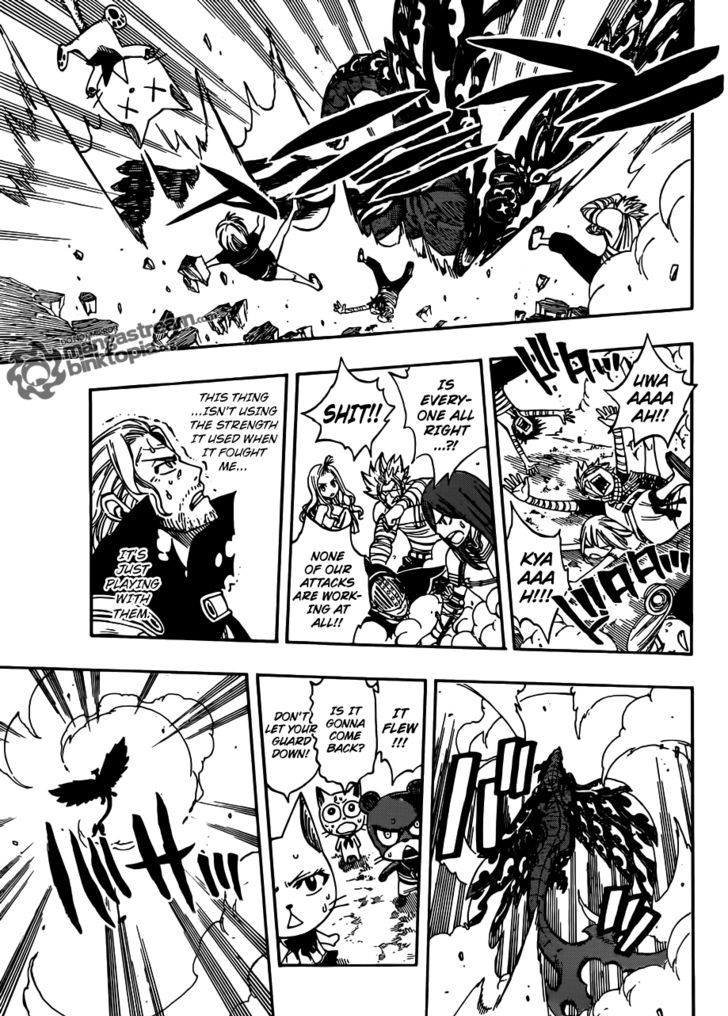 mangastream.com
binktopia
UWA
AAAA
AH!!
KYA
AAA
H!!!
IS
EVERY-
ONE ALL
RIGHT
...?!
SHIT!!
NONE
OF OUR
ATTACKS
ARE WORK-
ING AT
ALL!!
THIS THING
...ISN'T USING
THE STRENGTH
IT USED WHEN
IT FOUGHT
ME...
IT'S
JUST
PLAYING
WITH
THEM.
IT
FLEW
!!!
IS IT
GONNA
COME
BACK?
DON'T
LET YOUR
GUARD
DOWN!